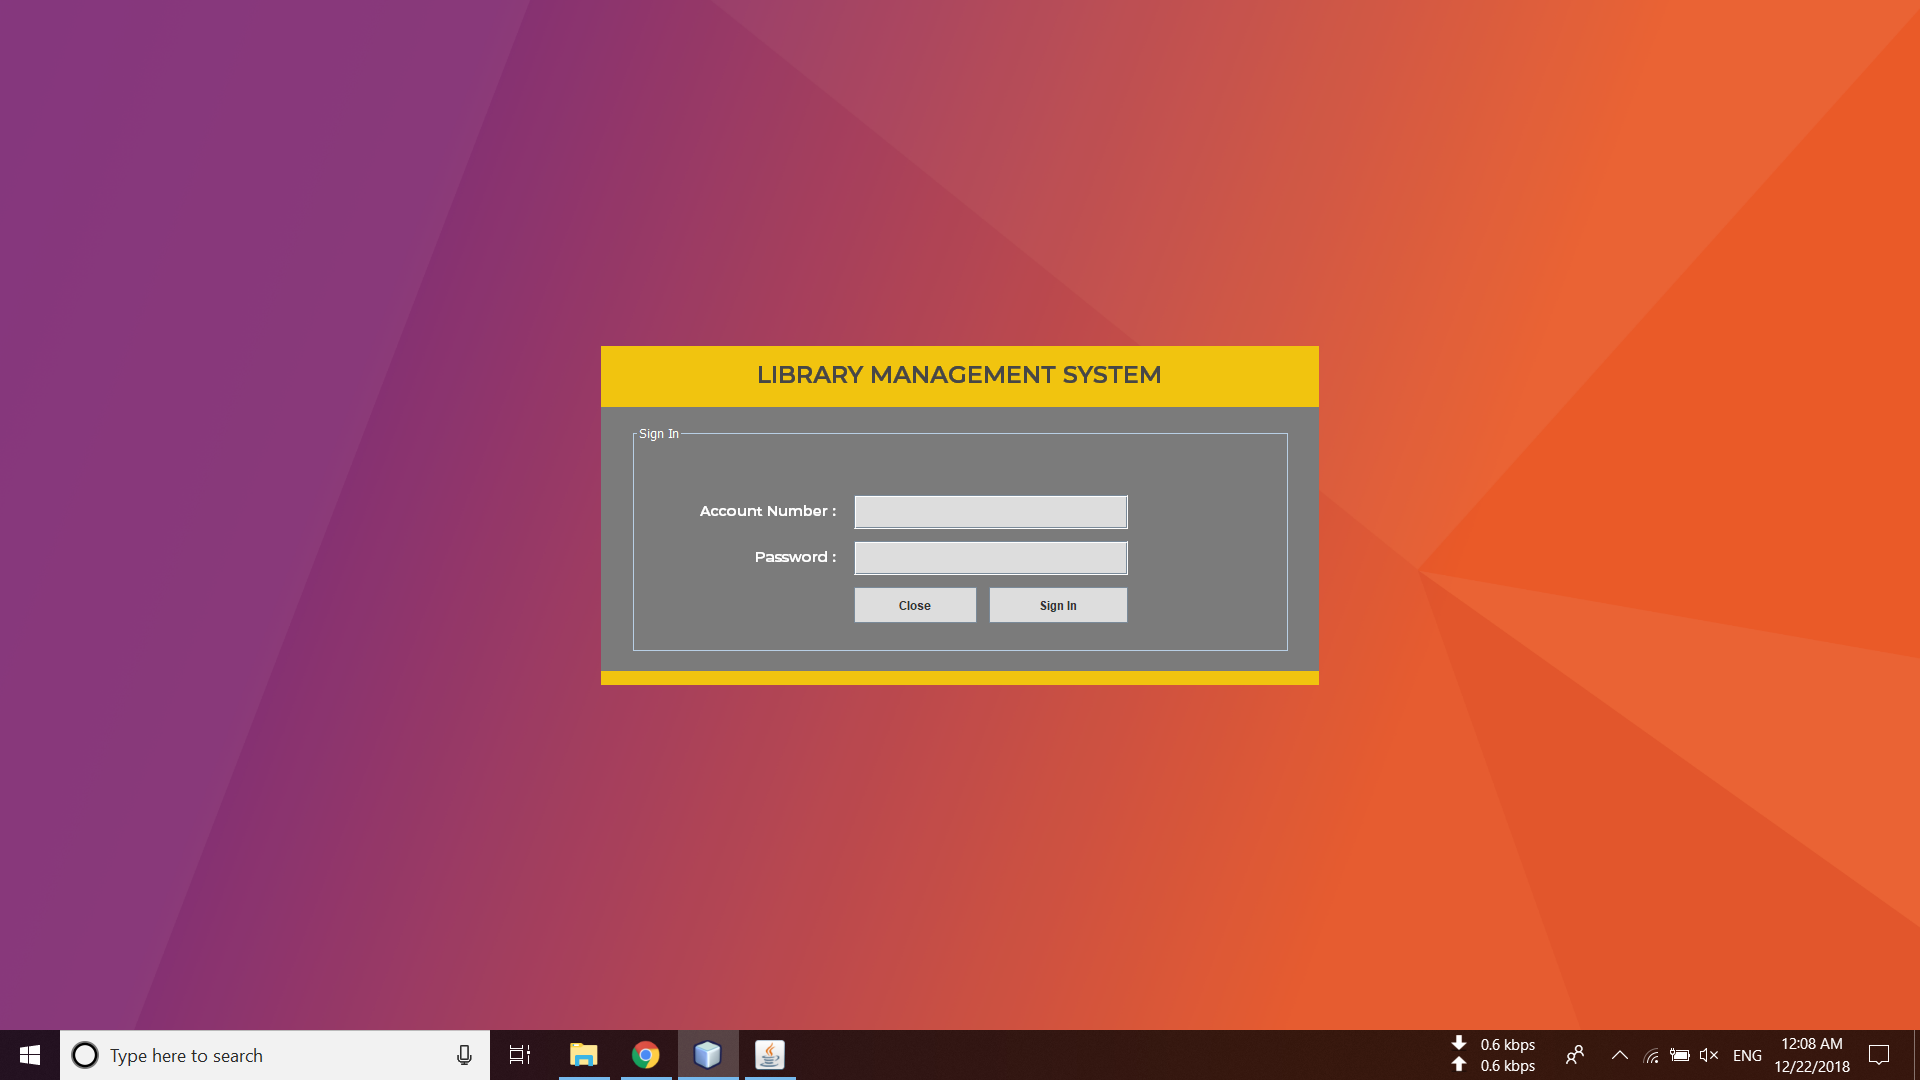 LIBRARY MANAGEMENT SYSTEM
Sign In
Account Number :
Password :
Close
Sign In
Type here to search
0.6 kbps
0.6 kbps
ENG
12:08 AM
12/22/2018